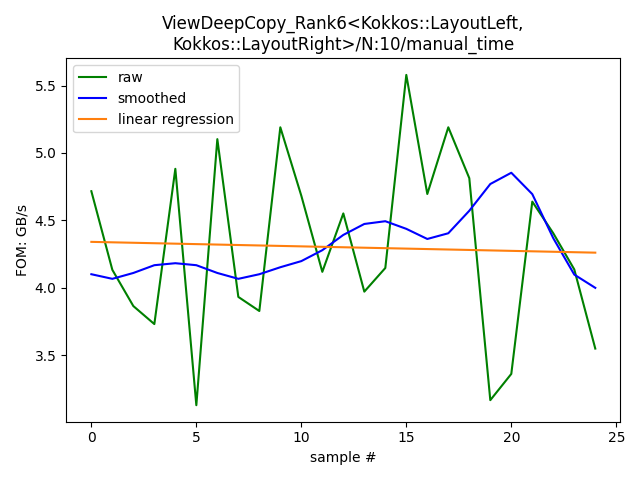 ViewDeepCopy_Rank6<Kokkos::LayoutLeft,
Kokkos::LayoutRight>/N:10/manual_time
raw
smoothed
linear regression
FOM: GB/s
5.5
5.0
4.5
4.0
3.5
0 5 10 15 20 25
sample #